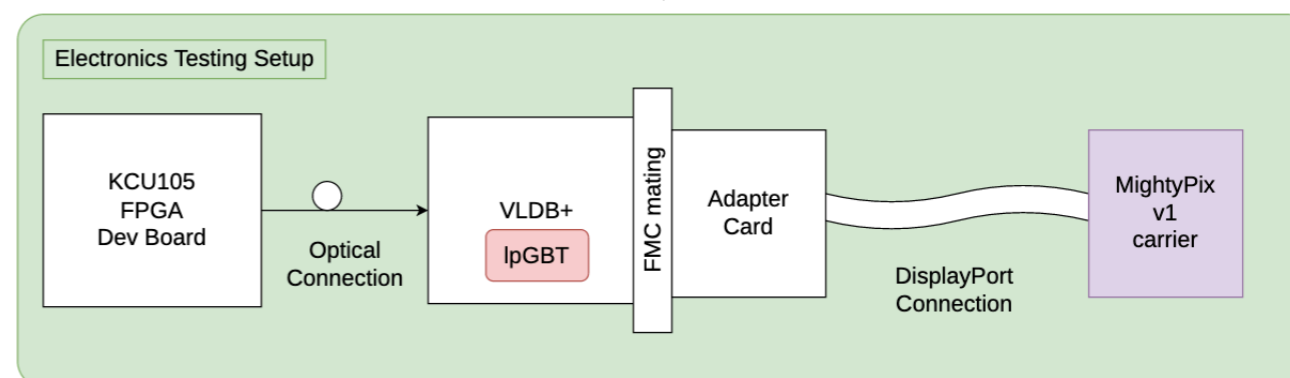 Electronics Testing Setup
KCU105
FPGA
Dev Board
Optical
Connection
VLDB+
lpGBT
FMC mating
Adapter
Card
DisplayPort
Connection
MightyPix
v1
carrier